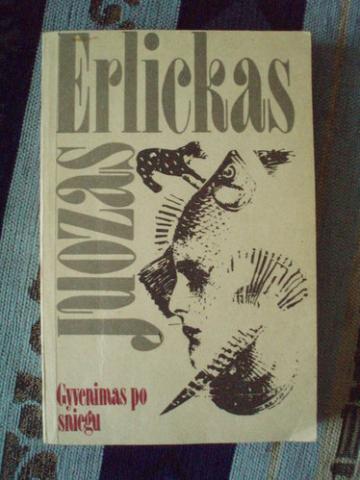 Juozas
Erlickas
Gyvenimas po
sniegu